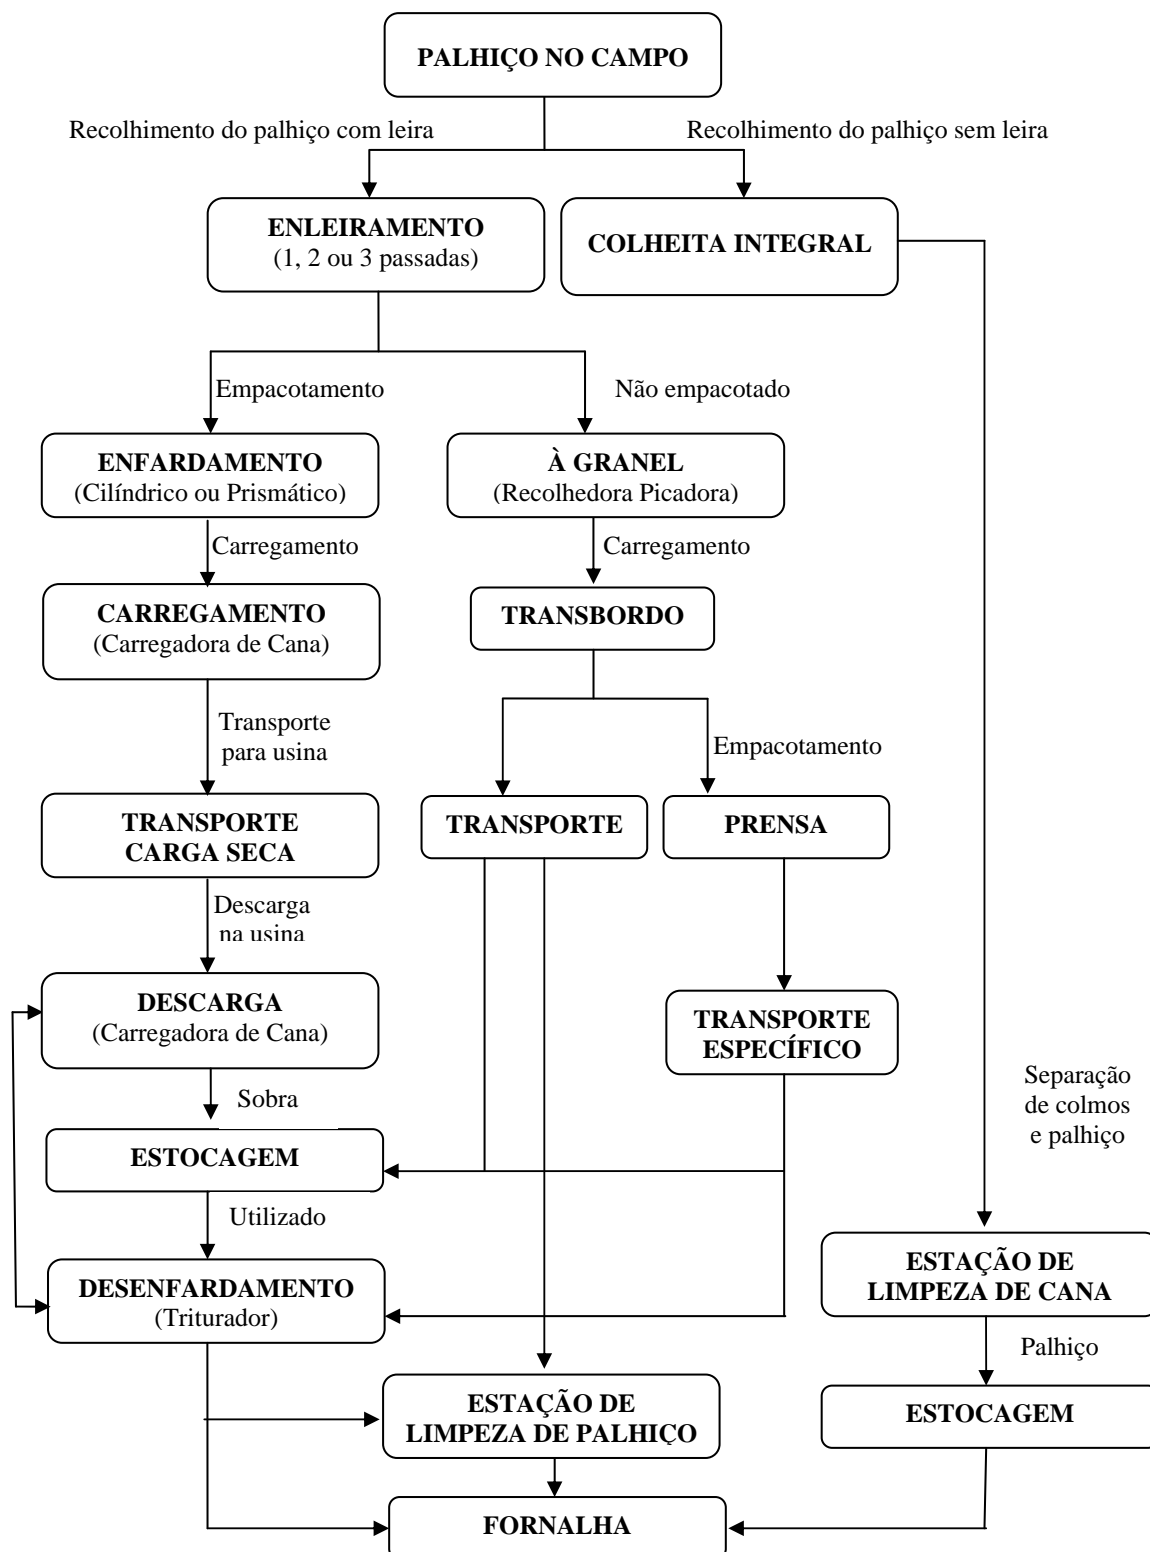 PALHIÇO NO CAMPO
Recolhimento do palhiço com leira
Recolhimento do palhiço sem leira
ENLEIRAMENTO
(1, 2 ou 3 passadas)
COLHEITA INTEGRAL
Empacotamento
Não empacotado
ENFARDAMENTO
(Cilíndrico ou Prismático)
À GRANEL
(Recolhedora Picadora)
Carregamento
Carregamento
CARREGAMENTO
(Carregadora de Cana)
TRANSBORDO
Transporte
para usina
Empacotamento
TRANSPORTE
CARGA SECA
TRANSPORTE
PRENSA
Descarga
na usina
DESCARGA
(Carregadora de Cana)
TRANSPORTE
ESPECÍFICO
Sobra
Separação
de colmos
e palhiço
ESTOCAGEM
Utilizado
DESENFARDAMENTO
(Triturador)
ESTAÇÃO DE
LIMPEZA DE CANA
Palhiço
ESTAÇÃO DE
LIMPEZA DE PALHIÇO
ESTOCAGEM
FORNALHA